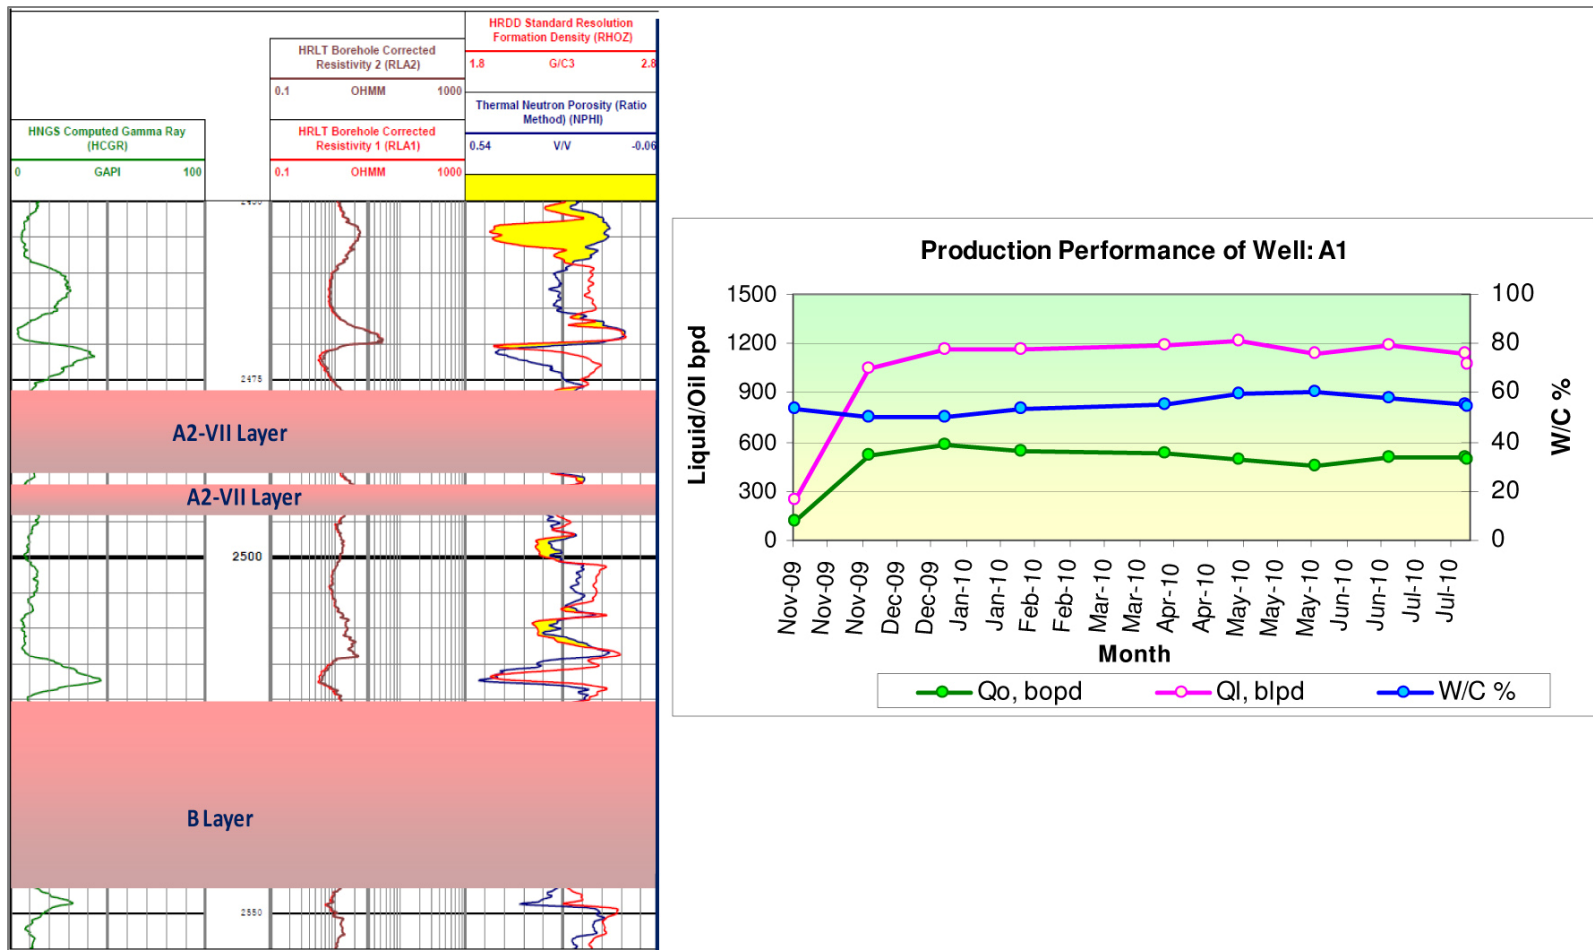 HRDD Standard Resolution
Formation Density (RHOZ)
1.8 G/C3 2.8
HRLT Borehole Corrected
Resistivity 2 (RLA2)
0.1 OHMM 1000
Thermal Neutron Porosity (Ratio
Method) (NPHI)
0.54 V/V -0.06
HNGS Computed Gamma Ray
(HCGR)
0 GAPI 100
HRLT Borehole Corrected
Resistivity 1 (RLA1)
0.1 OHMM 1000
2475
A2-VII Layer
A2-VII Layer
2500
B Layer
2550
Production Performance of Well: A1
Liquid/Oil bpd
1500
1200
900
600
300
0
100
80
60
40
20
0
W/C %
Nov-09
Nov-09
Nov-09
Dec-09
Dec-09
Jan-10
Jan-10
Feb-10
Feb-10
Mar-10
Mar-10
Apr-10
Apr-10
May-10
May-10
May-10
Jun-10
Jun-10
Jul-10
Jul-10
Month
Qo, bopd Ql, blpd W/C %